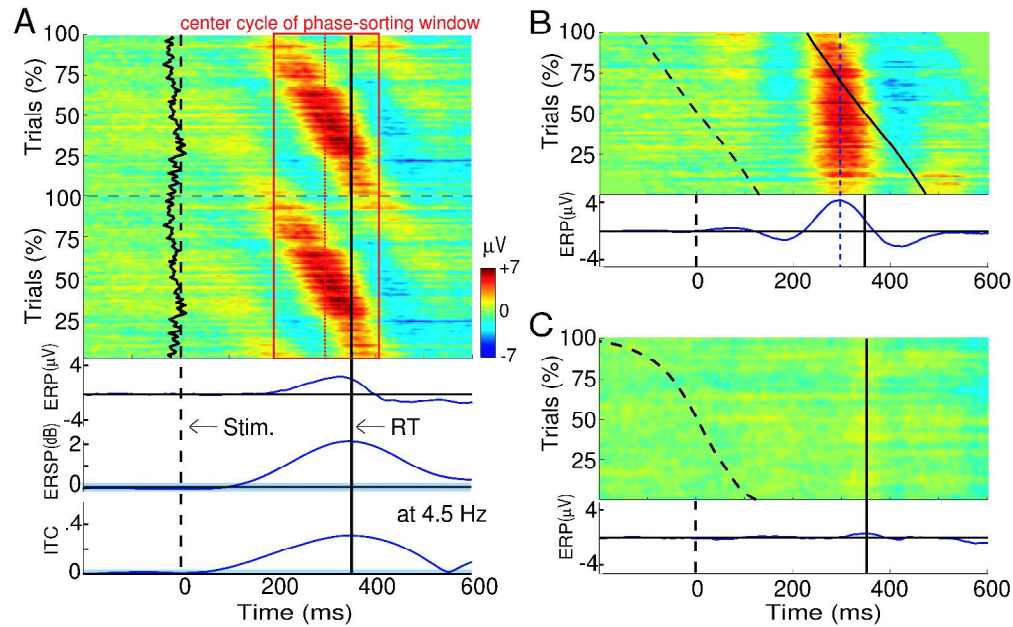 A
center cycle of phase-sorting window
100
75
50
25
100
75
50
25
Trials (%)
Trials (%)
μV
+7
0
-7
4
-4
ERP(μV)
← Stim.
← RT
2
0
ERSP(dB)
at 4.5 Hz
.4
0
ITC
0 200 400 600
Time (ms)
B
100
75
50
25
Trials (%)
4
-4
ERP(μV)
0 200 400 600
C
100
75
50
25
Trials (%)
4
-4
ERP(μV)
0 200 400 600
Time (ms)